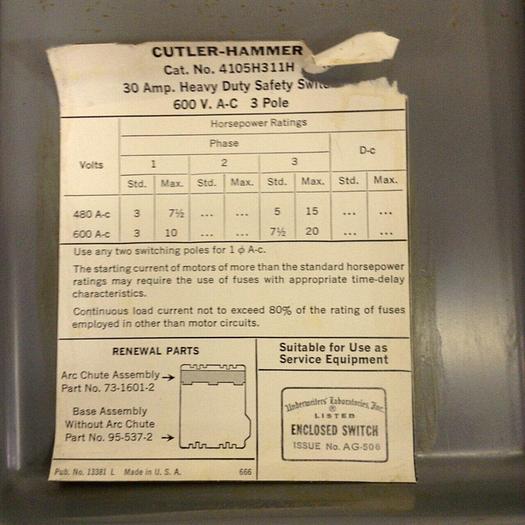 CUTLER-HAMMER
Cat. No. 4105H311H
30 Amp. Heavy Duty Safety
600 V. A-C 3 Pole
Horsepower Ratings
Volts Phase D-c
1 2 3
Std. Max. Std. Max. Std. Max. Std. Max.
480 A-c 3 7½ ... ... 5 15 ... ...
600 A-c 3 10 ... ... 7½ 20 ... ...
Use any two switching poles for 1 ϕ A-c.
The starting current of motors of more than the standard horsepower
ratings may require the use of fuses with appropriate time-delay
characteristics.
Continuous load current not to exceed 80% of the rating of fuses
employed in other than motor circuits.
RENEWAL PARTS
Arc Chute Assembly
Part No. 73-1601-2
Base Assembly
Without Arc Chute
Part No. 95-537-2
Suitable for Use as
Service Equipment
Underwriters' Laboratories, Inc.
®
LISTED
ENCLOSED SWITCH
ISSUE No. AG-506
Pub. No. 13381 L Made in U. S. A. 666